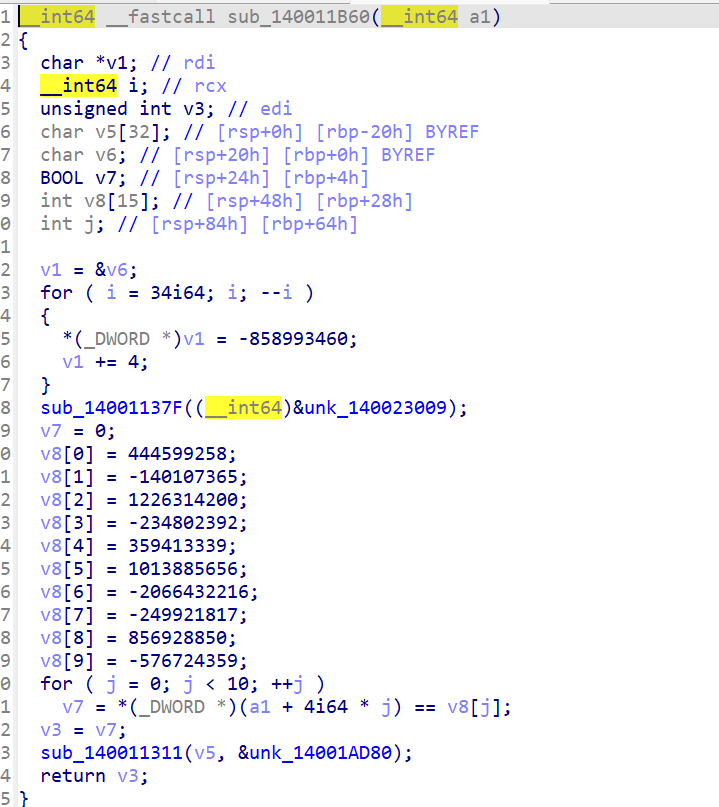 1 __int64 __fastcall sub_140011B60(__int64 a1)
2 {
3   char *v1; // rdi
4   __int64 i; // rcx
5   unsigned int v3; // edi
6   char v5[32]; // [rsp+0h] [rbp-20h] BYREF
7   char v6; // [rsp+20h] [rbp+0h] BYREF
8   BOOL v7; // [rsp+24h] [rbp+4h]
9   int v8[15]; // [rsp+48h] [rbp+28h]
0   int j; // [rsp+84h] [rbp+64h]
1
2   v1 = &v6;
3   for ( i = 34i64; i; --i )
4   {
5     *(_DWORD *)v1 = -858993460;
6     v1 += 4;
7   }
8   sub_14001137F((__int64)&unk_140023009);
9   v7 = 0;
0   v8[0] = 444599258;
1   v8[1] = -140107365;
2   v8[2] = 1226314200;
3   v8[3] = -234802392;
4   v8[4] = 359413339;
5   v8[5] = 1013885656;
6   v8[6] = -2066432216;
7   v8[7] = -249921817;
8   v8[8] = 856928850;
9   v8[9] = -576724359;
0   for ( j = 0; j < 10; ++j )
1     v7 = *(_DWORD *)(a1 + 4i64 * j) == v8[j];
2   v3 = v7;
3   sub_140011311(v5, &unk_14001AD80);
4   return v3;
5 }